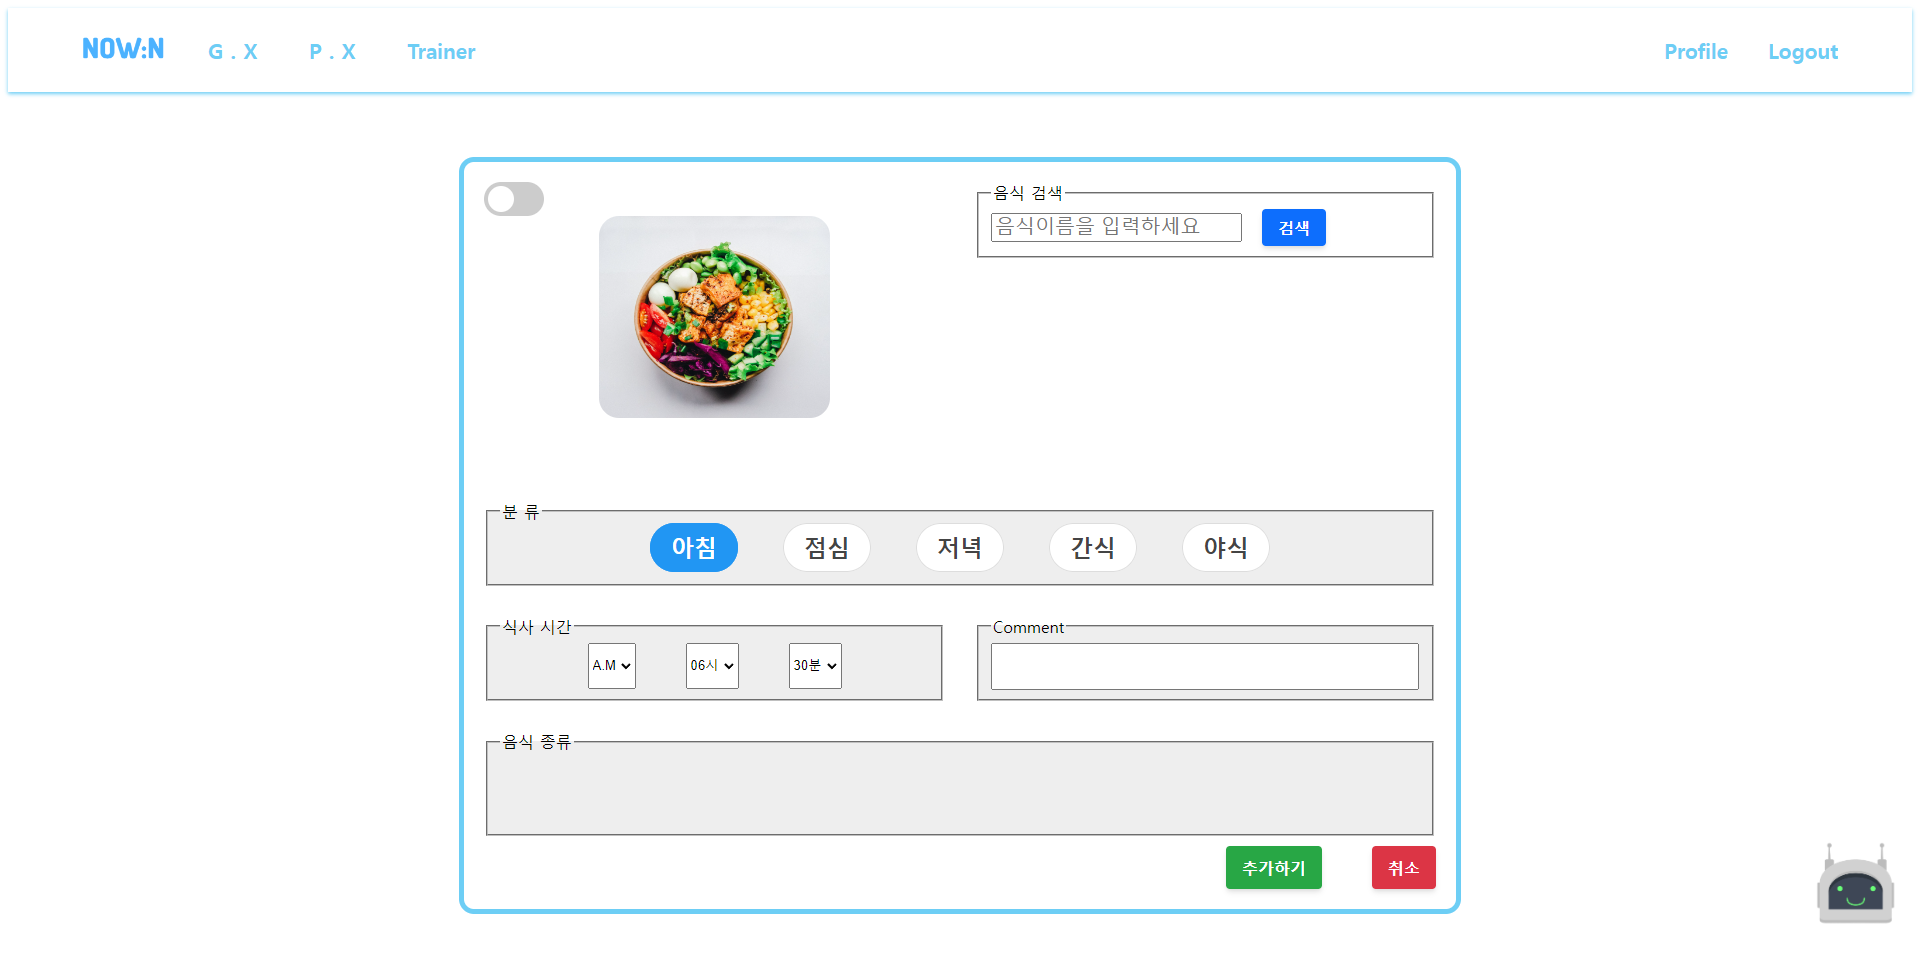 NOW:N G . X P . X Trainer Profile Logout
음식 검색
음식이름을 입력하세요 검색
분 류
아침 점심 저녁 간식 야식
식사 시간 Comment
A.M 06시 30분
음식 종류
추가하기 취소